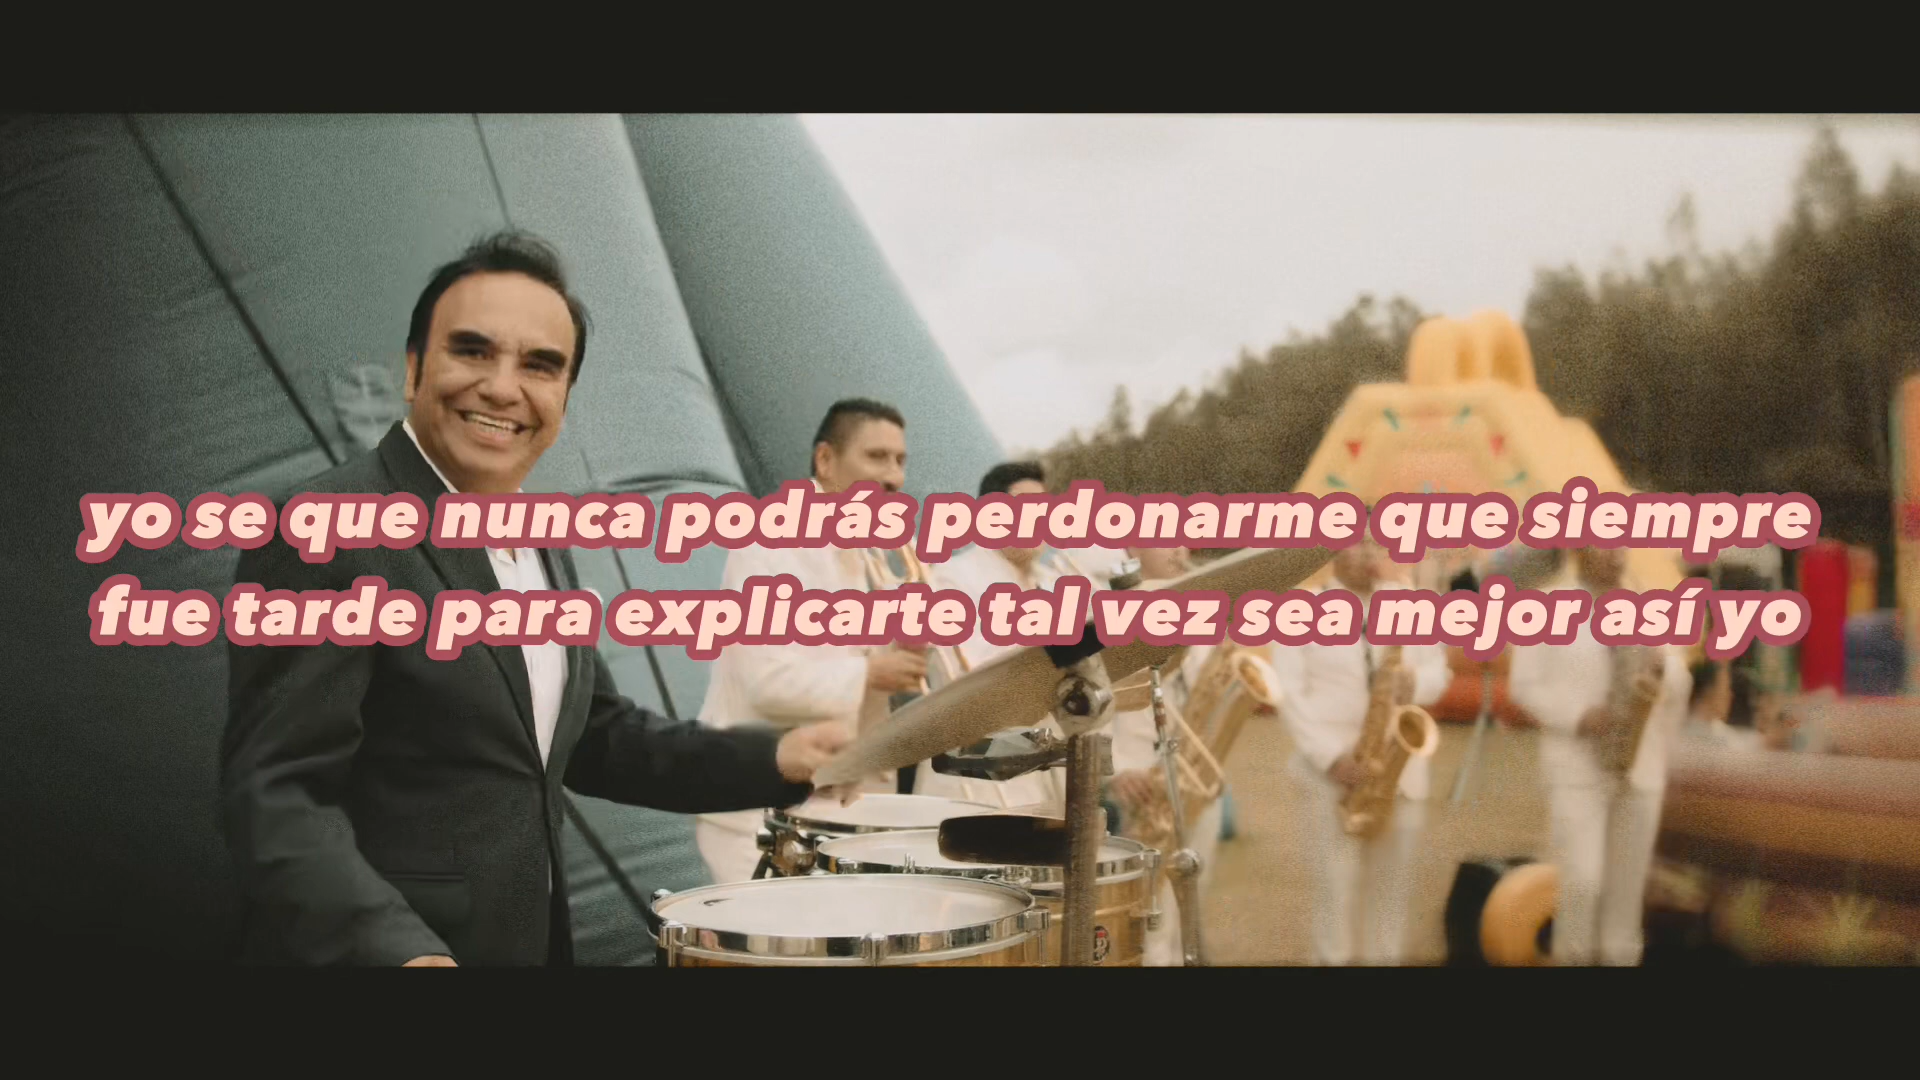 yo se que nunca podrás perdonarme que siempre
fue tarde para explicarte tal vez sea mejor así yo